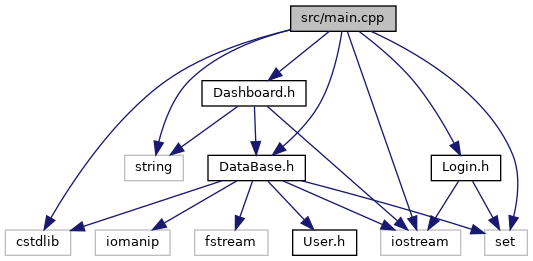 src/main.cpp
Dashboard.h
string
DataBase.h
Login.h
cstdlib
iomanip
fstream
User.h
iostream
set